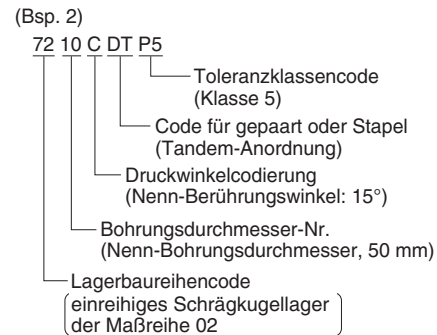 (Bsp. 2)
72 10 C DT P5
Toleranzklassencode
(Klasse 5)
Code für gepaart oder Stapel
(Tandem-Anordnung)
Druckwinkelcodierung
(Nenn-Berührungswinkel: 15°)
Bohrungsdurchmesser-Nr.
(Nenn-Bohrungsdurchmesser, 50 mm)
Lagerbaureihencode
(einreihiges Schrägkugellager
der Maßreihe 02)